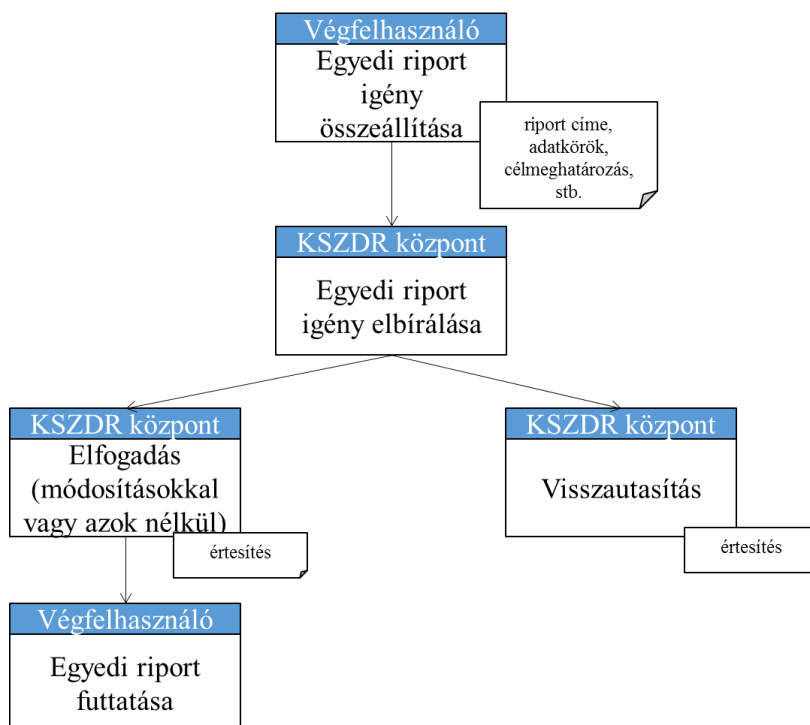 Végfelhasználó
Egyedi riport
igény
összeállítása
riport címe,
adatkörök,
célmeghatározás,
stb.
KSZDR központ
Egyedi riport
igény elbírálása
KSZDR központ
Elfogadás
(módosításokkal
vagy azok nélkül)
értesítés
KSZDR központ
Visszautasítás
értesítés
Végfelhasználó
Egyedi riport
futtatása